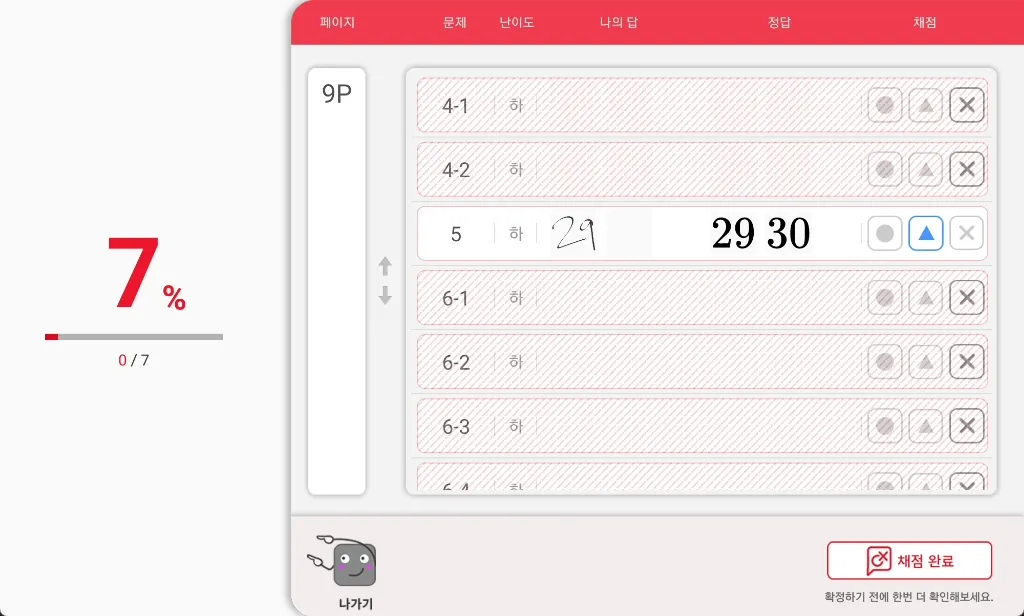 페이지 문제 난이도 나의 답 정답 채점
9P
4-1 하
4-2 하
5 하 29 29 30
6-1 하
6-2 하
6-3 하
6-4 하
7%
0 / 7
나가기
채점 완료
확정하기 전에 한번 더 확인해보세요.